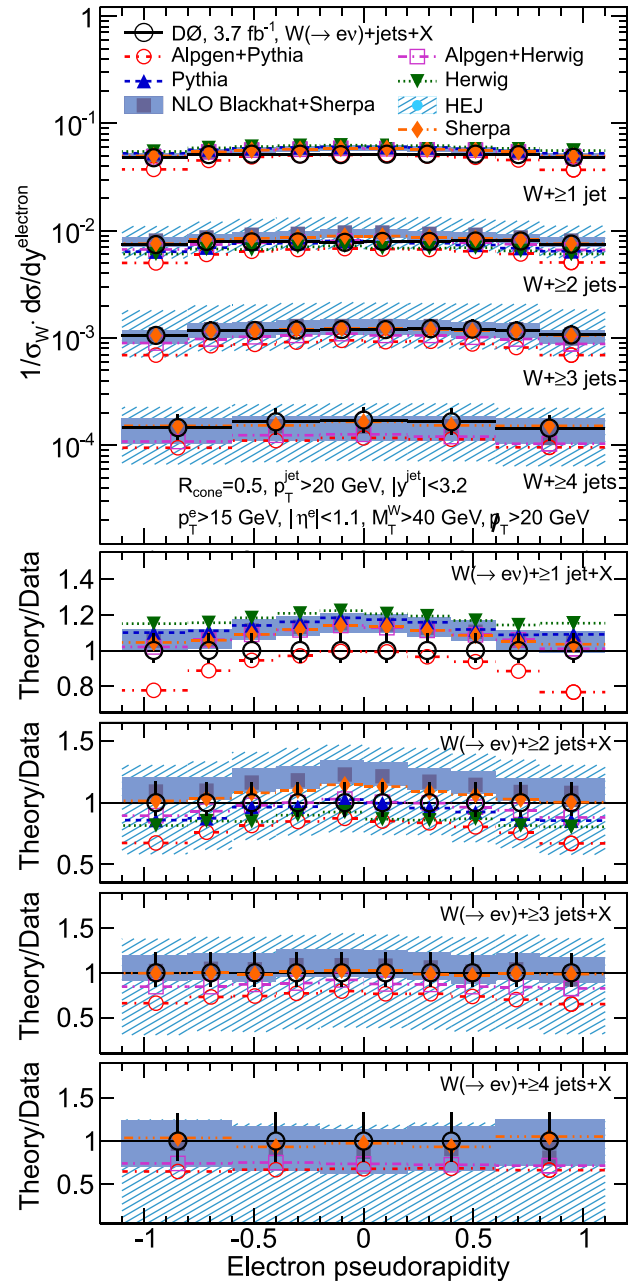 1
DØ, 3.7 fb⁻¹, W(→ eν)+jets+X
Alpgen+Pythia
Alpgen+Herwig
Pythia
Herwig
NLO Blackhat+Sherpa
HEJ
Sherpa
10⁻¹
W+≥1 jet
10⁻²
W+≥2 jets
10⁻³
W+≥3 jets
10⁻⁴
W+≥4 jets
1/σ_W · dσ/dy^electron
R_cone=0.5, p_T^jet>20 GeV, |y^jet|<3.2
p_T^e>15 GeV, |η^e|<1.1, M_T^W>40 GeV, p̸_T>20 GeV
W(→ eν)+≥1 jet+X
1.4
1.2
1
0.8
Theory/Data
W(→ eν)+≥2 jets+X
1.5
1
0.5
Theory/Data
W(→ eν)+≥3 jets+X
1.5
1
0.5
Theory/Data
W(→ eν)+≥4 jets+X
1.5
1
0.5
Theory/Data
-1 -0.5 0 0.5 1
Electron pseudorapidity